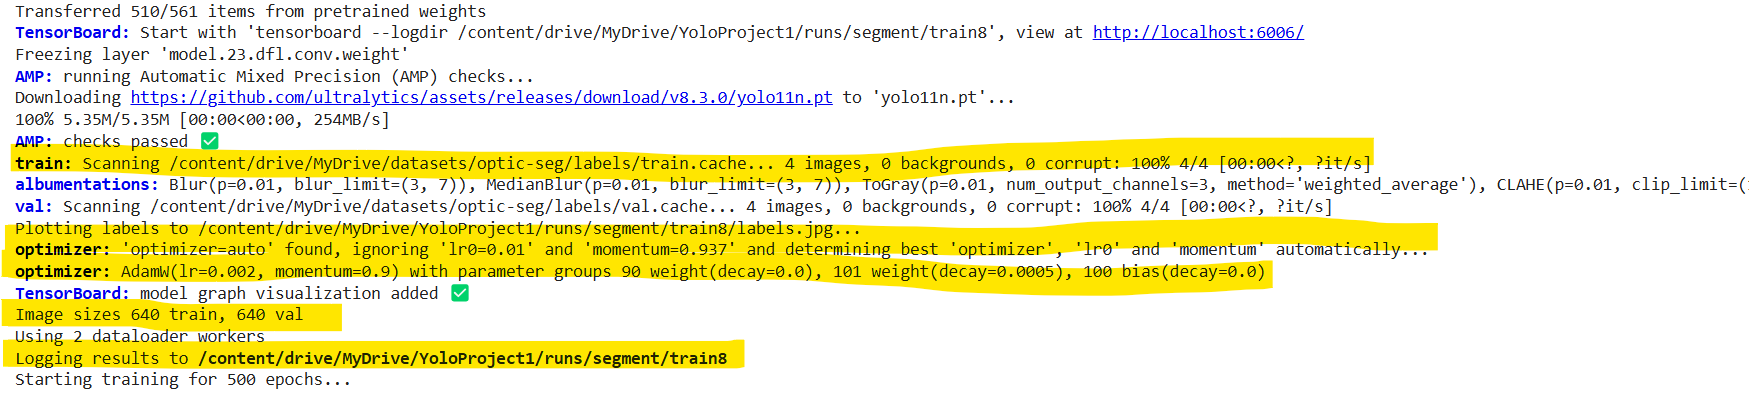 Transferred 510/561 items from pretrained weights
TensorBoard: Start with 'tensorboard --logdir /content/drive/MyDrive/YoloProject1/runs/segment/train8', view at http://localhost:6006/
Freezing layer 'model.23.dfl.conv.weight'
AMP: running Automatic Mixed Precision (AMP) checks...
Downloading https://github.com/ultralytics/assets/releases/download/v8.3.0/yolo11n.pt to 'yolo11n.pt'...
100% 5.35M/5.35M [00:00<00:00, 254MB/s]
AMP: checks passed ✅
train: Scanning /content/drive/MyDrive/datasets/optic-seg/labels/train.cache... 4 images, 0 backgrounds, 0 corrupt: 100% 4/4 [00:00<?, ?it/s]
albumentations: Blur(p=0.01, blur_limit=(3, 7)), MedianBlur(p=0.01, blur_limit=(3, 7)), ToGray(p=0.01, num_output_channels=3, method='weighted_average'), CLAHE(p=0.01, clip_limit=(
val: Scanning /content/drive/MyDrive/datasets/optic-seg/labels/val.cache... 4 images, 0 backgrounds, 0 corrupt: 100% 4/4 [00:00<?, ?it/s]
Plotting labels to /content/drive/MyDrive/YoloProject1/runs/segment/train8/labels.jpg...
optimizer: 'optimizer=auto' found, ignoring 'lr0=0.01' and 'momentum=0.937' and determining best 'optimizer', 'lr0' and 'momentum' automatically...
optimizer: AdamW(lr=0.002, momentum=0.9) with parameter groups 90 weight(decay=0.0), 101 weight(decay=0.0005), 100 bias(decay=0.0)
TensorBoard: model graph visualization added ✅
Image sizes 640 train, 640 val
Using 2 dataloader workers
Logging results to /content/drive/MyDrive/YoloProject1/runs/segment/train8
Starting training for 500 epochs...